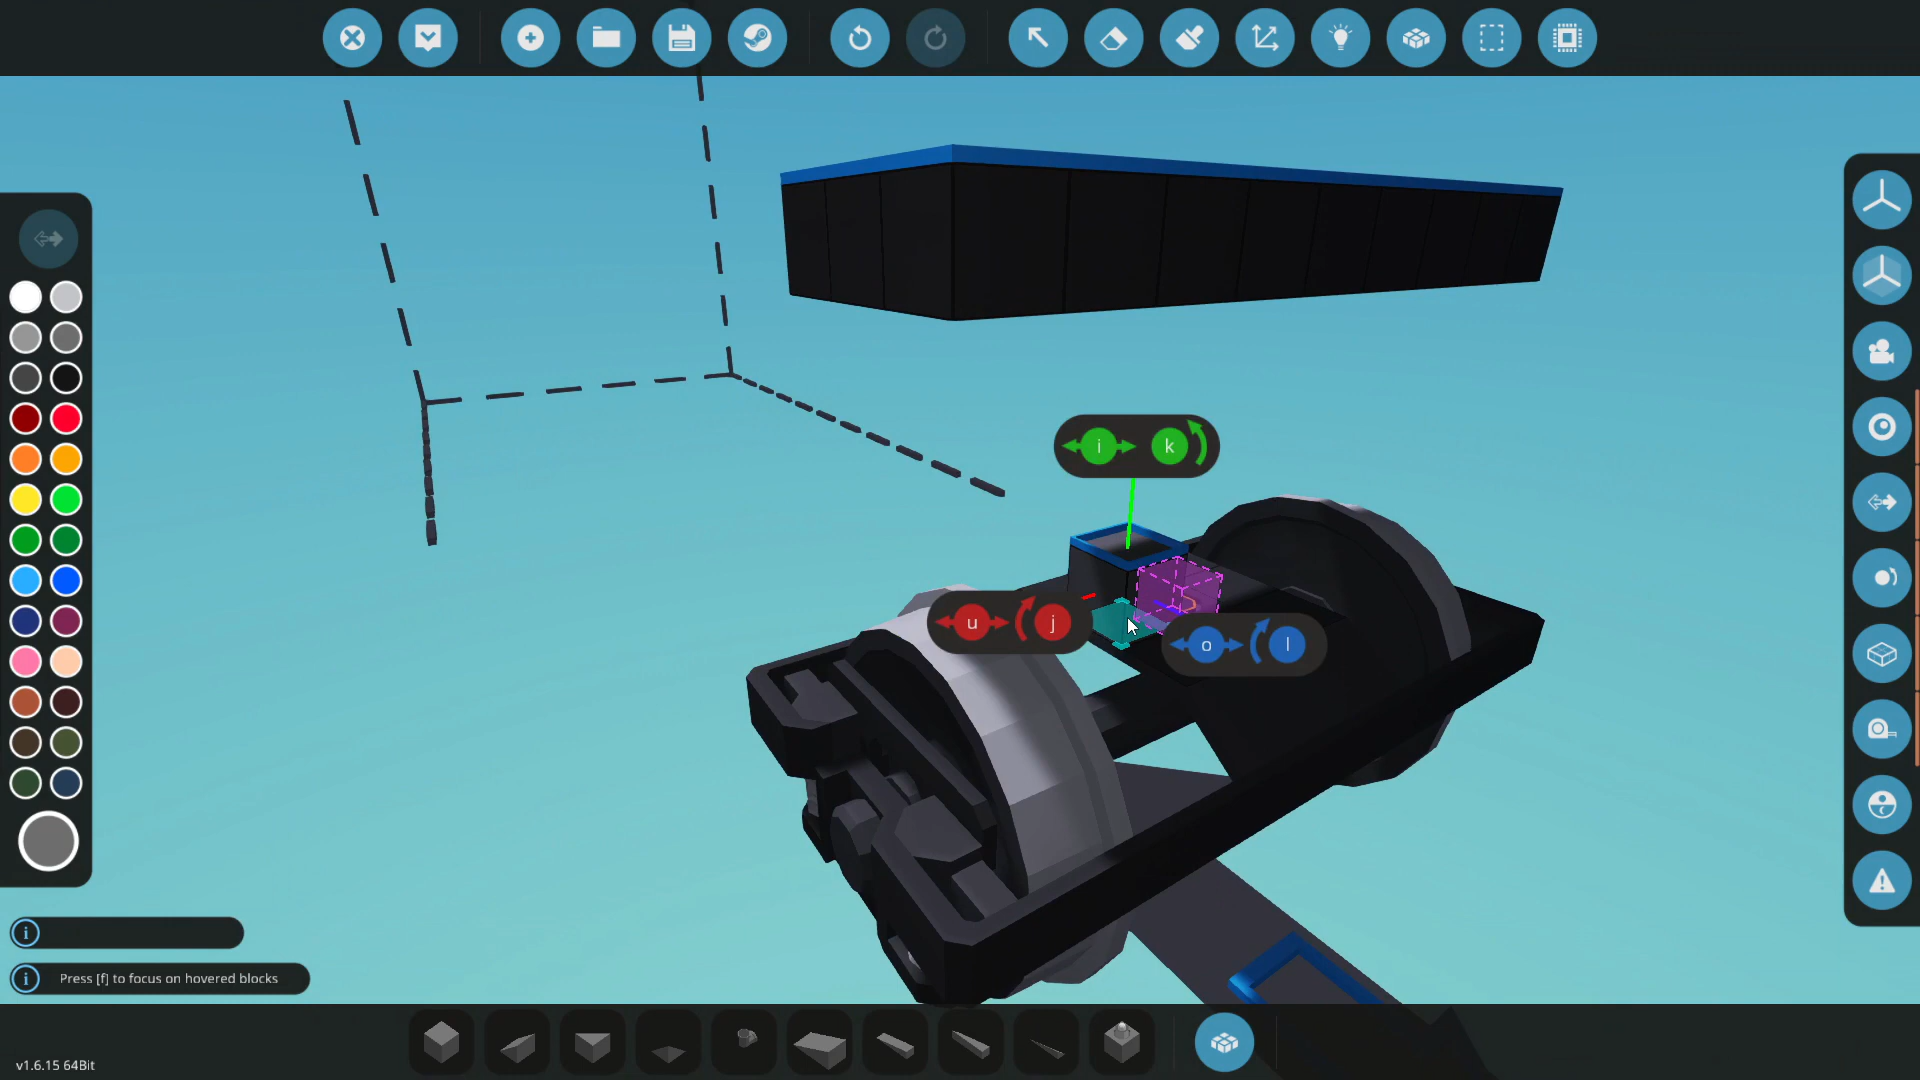 i k
u j
o l
Press [f] to focus on hovered blocks
v1.6.15 64Bit